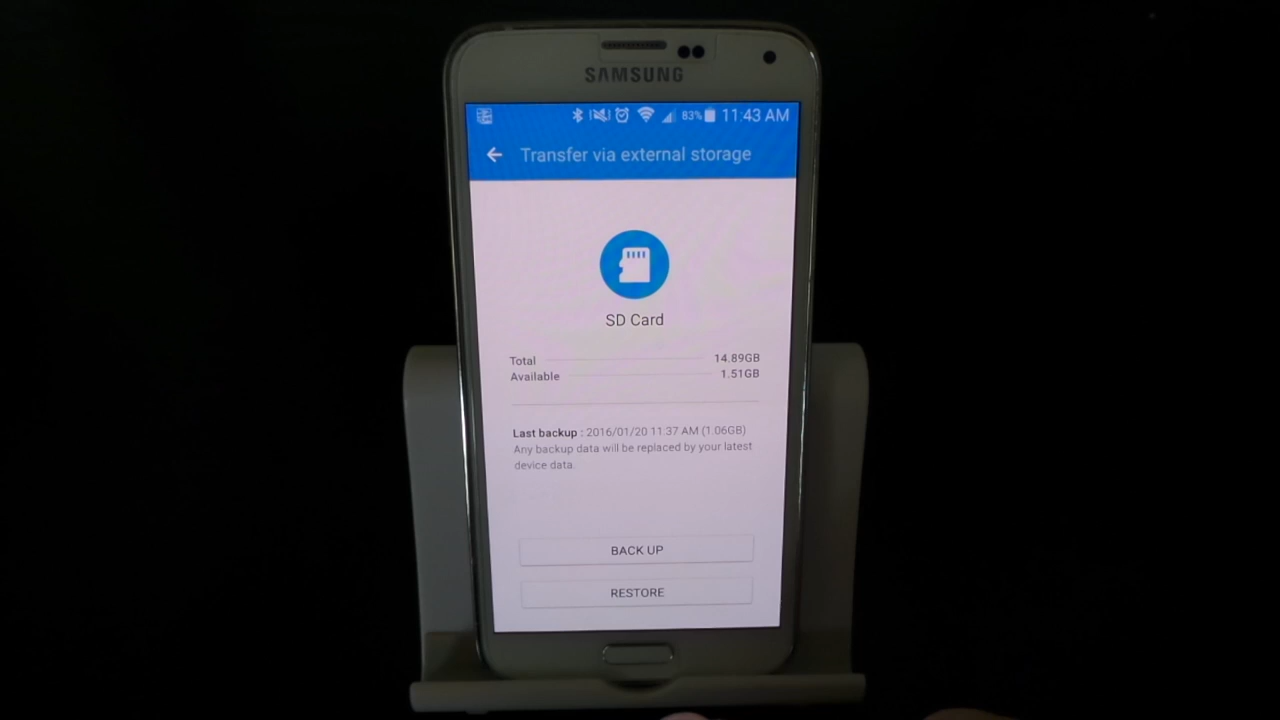 SAMSUNG
83% 11:43 AM
Transfer via external storage
SD Card
Total 14.89GB
Available 1.51GB
Last backup : 2016/01/20 11:37 AM (1.06GB)
Any backup data will be replaced by your latest
device data.
BACK UP
RESTORE